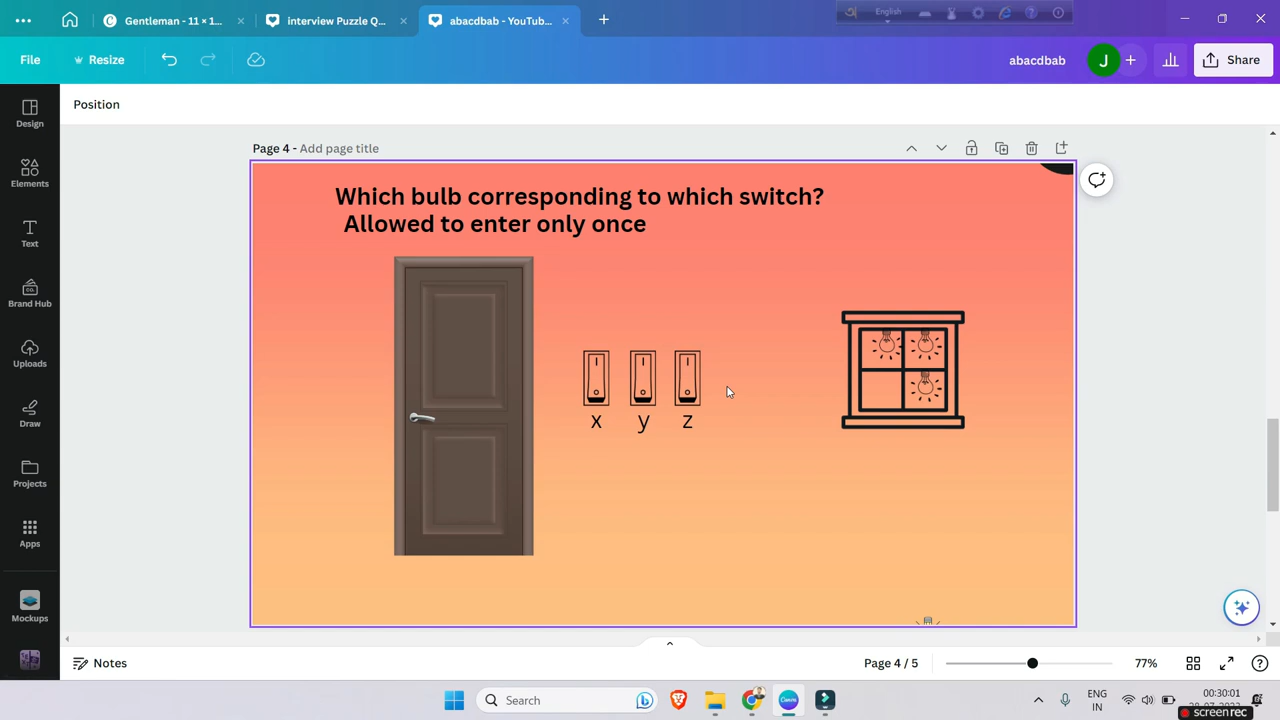 Gentleman - 11 × 1...
interview Puzzle Q...
abacdbab - YouTub...
English
File
Resize
abacdbab
J
Share
Position
Design
Elements
Text
Brand Hub
Uploads
Draw
Projects
Apps
Mockups
Page 4 - Add page title
Which bulb corresponding to which switch?
Allowed to enter only once
x y z
Notes
Page 4 / 5
77%
Search
ENG
IN
00:30:01
screenrec